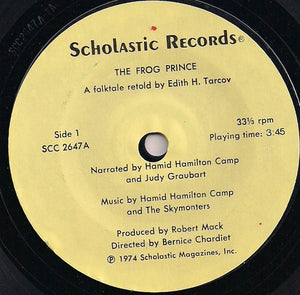 SCHOLASTIC RECORDS®
THE FROG PRINCE
A folktale retold by Edith H. Tarcov
Side 1
SCC 2647A
33⅓ rpm
Playing time: 3:45
Narrated by Hamid Hamilton Camp
and Judy Graubart
Music by Hamid Hamilton Camp
and The Skymonters
Produced by Robert Mack
Directed by Bernice Chardiet
℗ 1974 Scholastic Magazines, Inc.